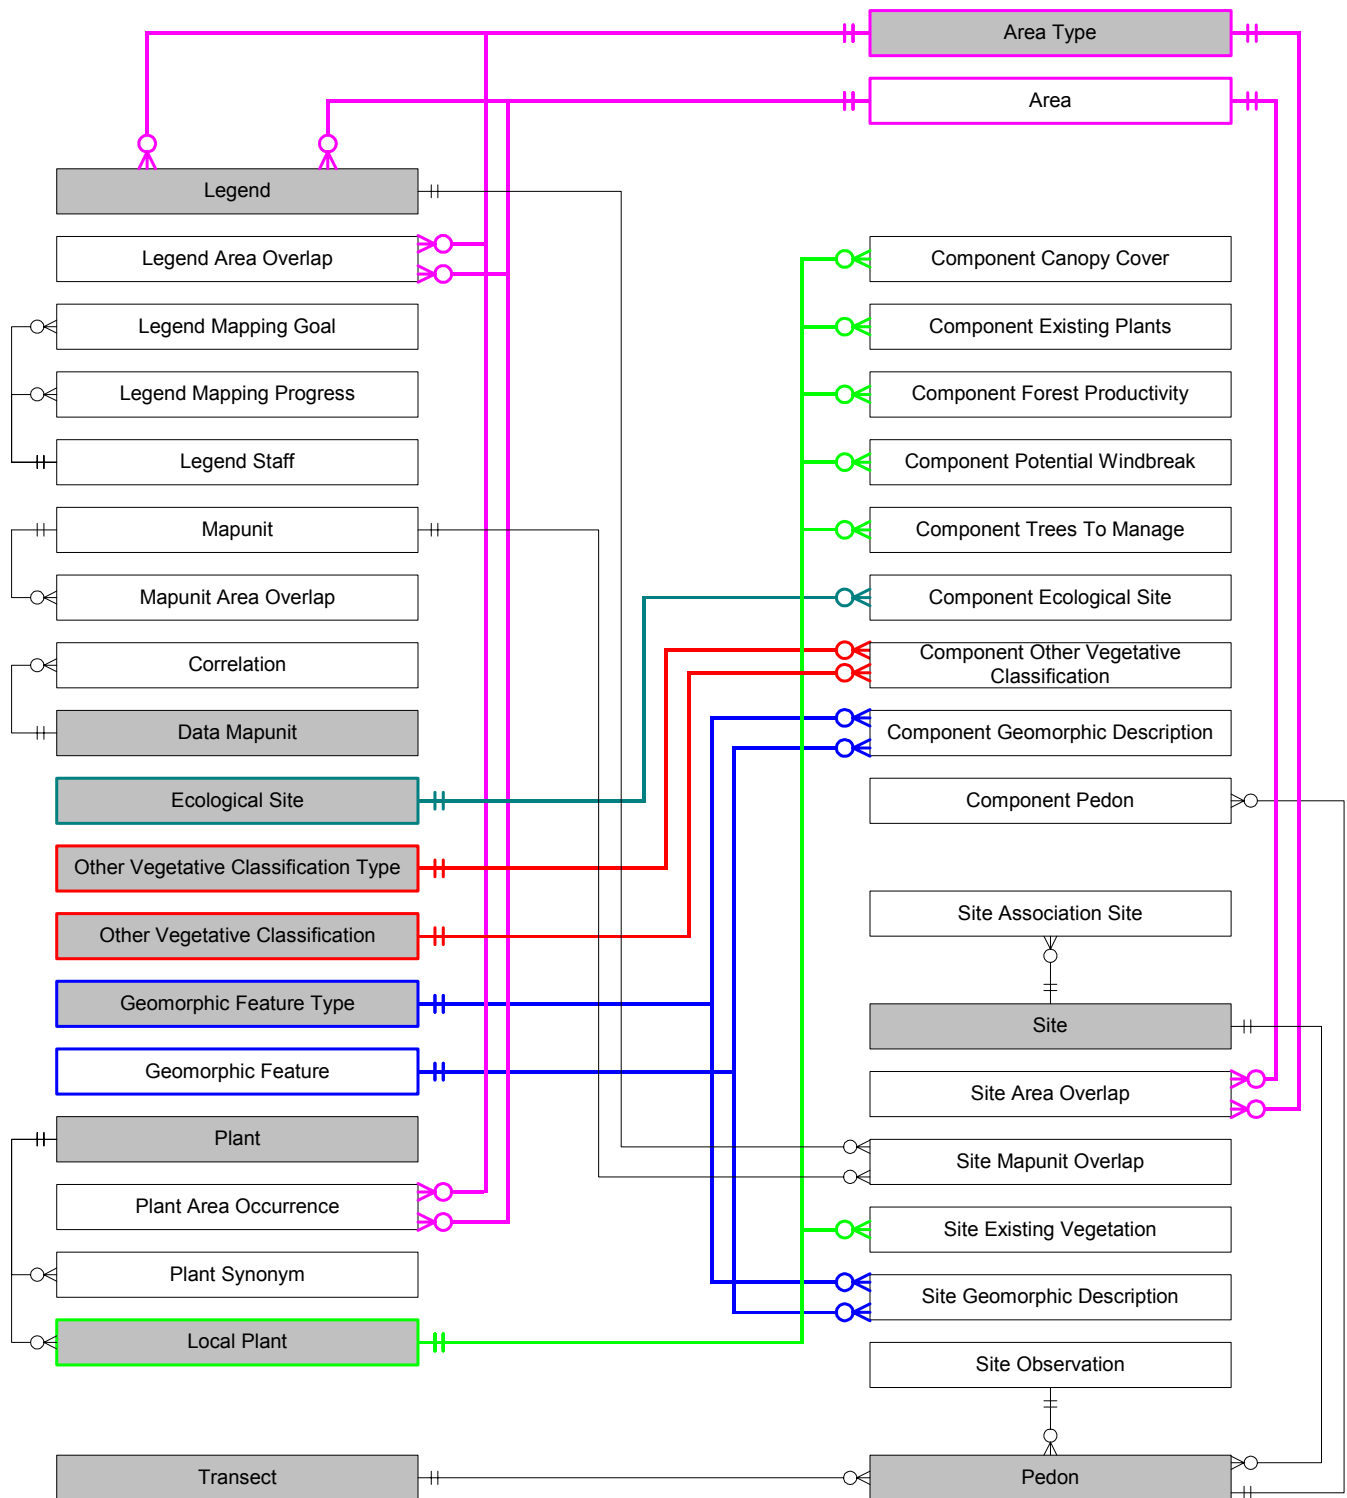 Area Type
Area
Legend
Legend Area Overlap
Legend Mapping Goal
Legend Mapping Progress
Legend Staff
Mapunit
Mapunit Area Overlap
Correlation
Data Mapunit
Ecological Site
Other Vegetative Classification Type
Other Vegetative Classification
Geomorphic Feature Type
Geomorphic Feature
Plant
Plant Area Occurrence
Plant Synonym
Local Plant
Transect
Component Canopy Cover
Component Existing Plants
Component Forest Productivity
Component Potential Windbreak
Component Trees To Manage
Component Ecological Site
Component Other Vegetative
Classification
Component Geomorphic Description
Component Pedon
Site Association Site
Site
Site Area Overlap
Site Mapunit Overlap
Site Existing Vegetation
Site Geomorphic Description
Site Observation
Pedon